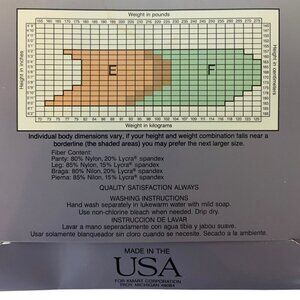 Weight in pounds
Height in inches
Height in centimeters
E
F
Weight in kilograms
Individual body dimensions vary, if your height and weight combination falls near a
borderline (the shaded areas) you may prefer the next larger size.
Fiber Content:
Panty: 80% Nylon, 20% Lycra® spandex
Leg: 85% Nylon, 15% Lycra® spandex
Braga: 80% Nilon, 20% Lycra® spandex
Pierna: 85% Nilon, 15% Lycra® spandex
QUALITY SATISFACTION ALWAYS
WASHING INSTRUCTIONS
Hand wash separately in lukewarm water with mild soap.
Use non-chlorine bleach when needed. Drip dry.
INSTRUCCION DE LAVAR
Lavar a mano seperadamente con agua tibia y jabou suave.
Usar solamente blanqueador sin cloro cuando se necesite. Secado a la ambiente.
MADE IN THE
USA
FOR KMART CORPORATION
TROY, MICHIGAN 48084